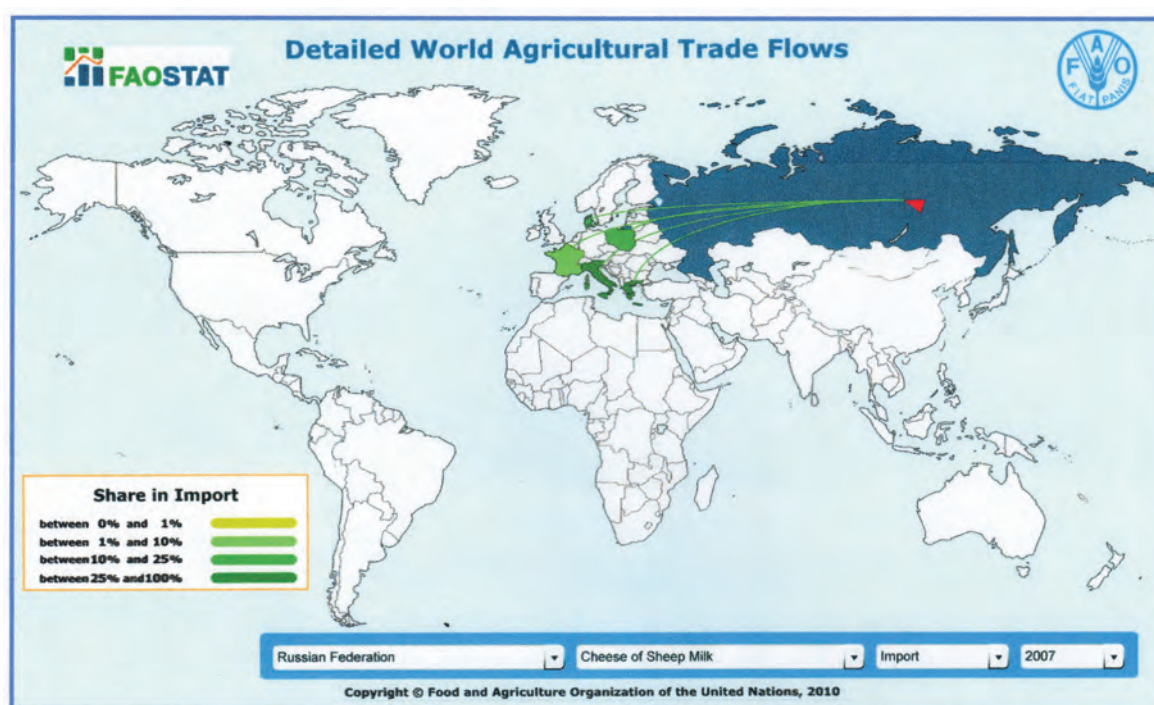 Detailed World Agricultural Trade Flows
FAOSTAT
F A O
FIAT PANIS
Share in Import
between 0% and 1%
between 1% and 10%
between 10% and 25%
between 25% and 100%
Russian Federation
Cheese of Sheep Milk
Import
2007
Copyright © Food and Agriculture Organization of the United Nations, 2010